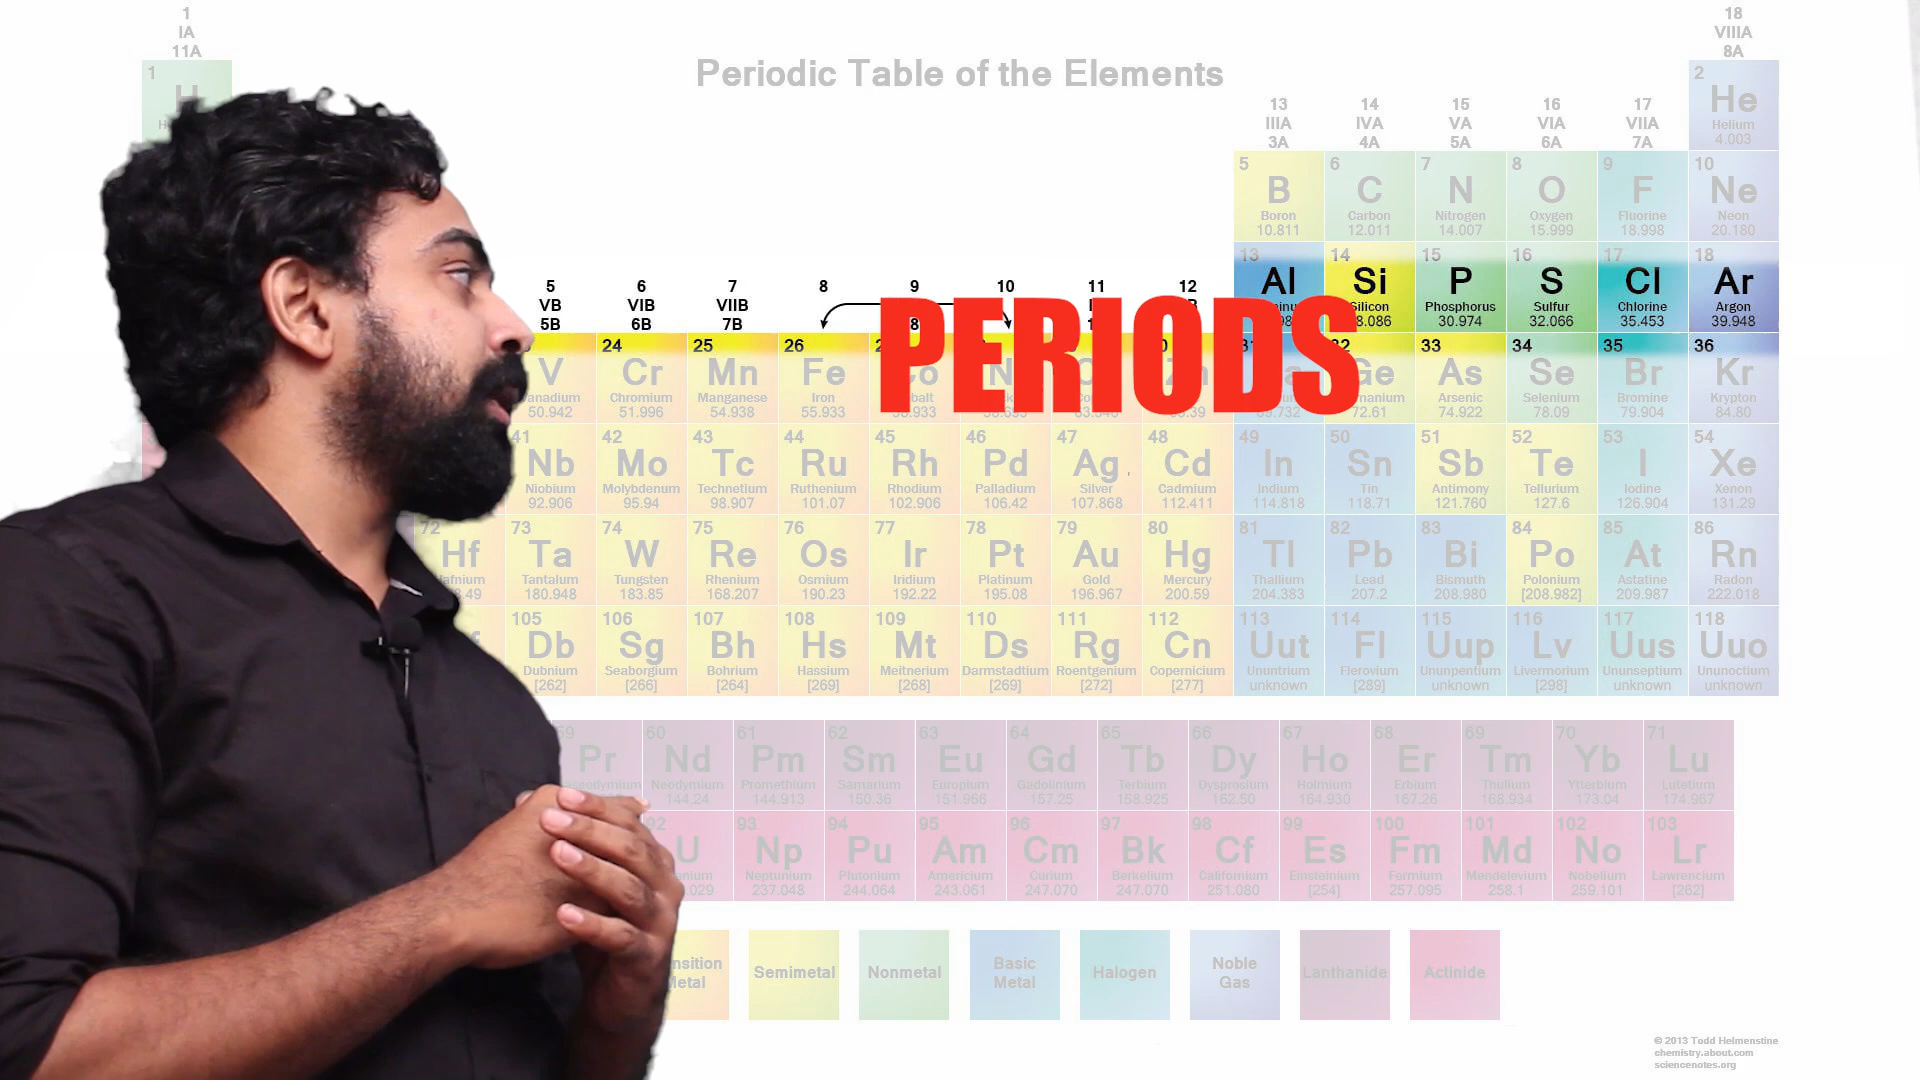 1
IA
11A
18
VIIIA
8A
Periodic Table of the Elements
1
2
H
He
Helium
4.003
13 14 15 16 17
IIIA IVA VA VIA VIIA
3A 4A 5A 6A 7A
5 6 7 8 9 10
B C N O F Ne
Boron Carbon Nitrogen Oxygen Fluorine Neon
10.811 12.011 14.007 15.999 18.998 20.180
13 14 15 16 17 18
Al Si P S Cl Ar
Silicon Phosphorus Sulfur Chlorine Argon
30.974 32.066 35.453 39.948
5 6 7 8 9 10 11 12
VB VIB VIIB
5B 6B 7B
PERIODS
24 25 26 33 34 35 36
V Cr Mn Fe Ge As Se Br Kr
Chromium Manganese Iron Arsenic Selenium Bromine Krypton
50.942 51.996 54.938 55.933 72.61 74.922 78.09 79.904 84.80
41 42 43 44 45 46 47 48 49 50 51 52 53 54
Nb Mo Tc Ru Rh Pd Ag Cd In Sn Sb Te I Xe
Niobium Molybdenum Technetium Ruthenium Rhodium Palladium Silver Cadmium Indium Tin Antimony Tellurium Iodine Xenon
92.906 95.94 98.907 101.07 102.906 106.42 107.868 112.411 114.818 118.71 121.760 127.6 126.904 131.29
72 73 74 75 76 77 78 79 80 81 82 83 84 85 86
Hf Ta W Re Os Ir Pt Au Hg Tl Pb Bi Po At Rn
Tantalum Tungsten Rhenium Osmium Iridium Platinum Gold Mercury Thallium Lead Bismuth Polonium Astatine Radon
180.948 183.85 168.207 190.23 192.22 195.08 196.967 200.59 204.383 207.2 208.980 [208.982] 209.987 222.018
105 106 107 108 109 110 111 112 113 114 115 116 117 118
Db Sg Bh Hs Mt Ds Rg Cn Uut Fl Uup Lv Uus Uuo
Dubnium Seaborgium Bohrium Hassium Meitnerium Darmstadtium Roentgenium Copernicium Ununtrium Flerovium Ununpentium Livermorium Ununseptium Ununoctium
[262] [266] [264] [269] [268] [269] [272] [277] unknown [289] unknown [298] unknown unknown
59 60 61 62 63 64 65 66 67 68 69 70 71
Pr Nd Pm Sm Eu Gd Tb Dy Ho Er Tm Yb Lu
Neodymium Promethium Samarium Europium Gadolinium Terbium Dysprosium Holmium Erbium Thulium Ytterbium Lutetium
144.24 144.913 150.36 151.966 157.25 158.925 162.50 164.930 167.26 168.934 173.04 174.967
92 93 94 95 96 97 98 99 100 101 102 103
U Np Pu Am Cm Bk Cf Es Fm Md No Lr
Neptunium Plutonium Americium Curium Berkelium Californium Einsteinium Fermium Mendelevium Nobelium Lawrencium
237.048 244.064 243.061 247.070 247.070 251.080 [254] 257.095 258.1 259.101 [262]
Metal Semimetal Nonmetal Basic Metal Halogen Noble Gas Lanthanide Actinide
© 2013 Todd Helmenstine
chemistry.about.com
sciencenotes.org